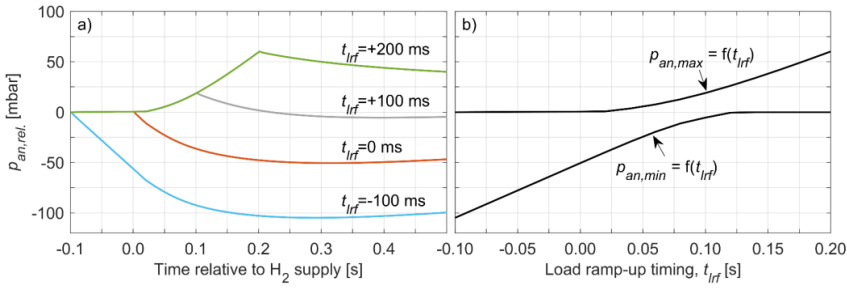 a)
b)
100
50
0
-50
-100
p_an,rel. [mbar]
t_lrf=+200 ms
t_lrf=+100 ms
t_lrf=0 ms
t_lrf=-100 ms
-0.1 0.0 0.1 0.2 0.3 0.4 -0.5
Time relative to H2 supply [s]
p_an,max = f(t_lrf)
p_an,min = f(t_lrf)
-0.10 -0.05 0.00 0.05 0.10 0.15 0.20
Load ramp-up timing, t_lrf [s]